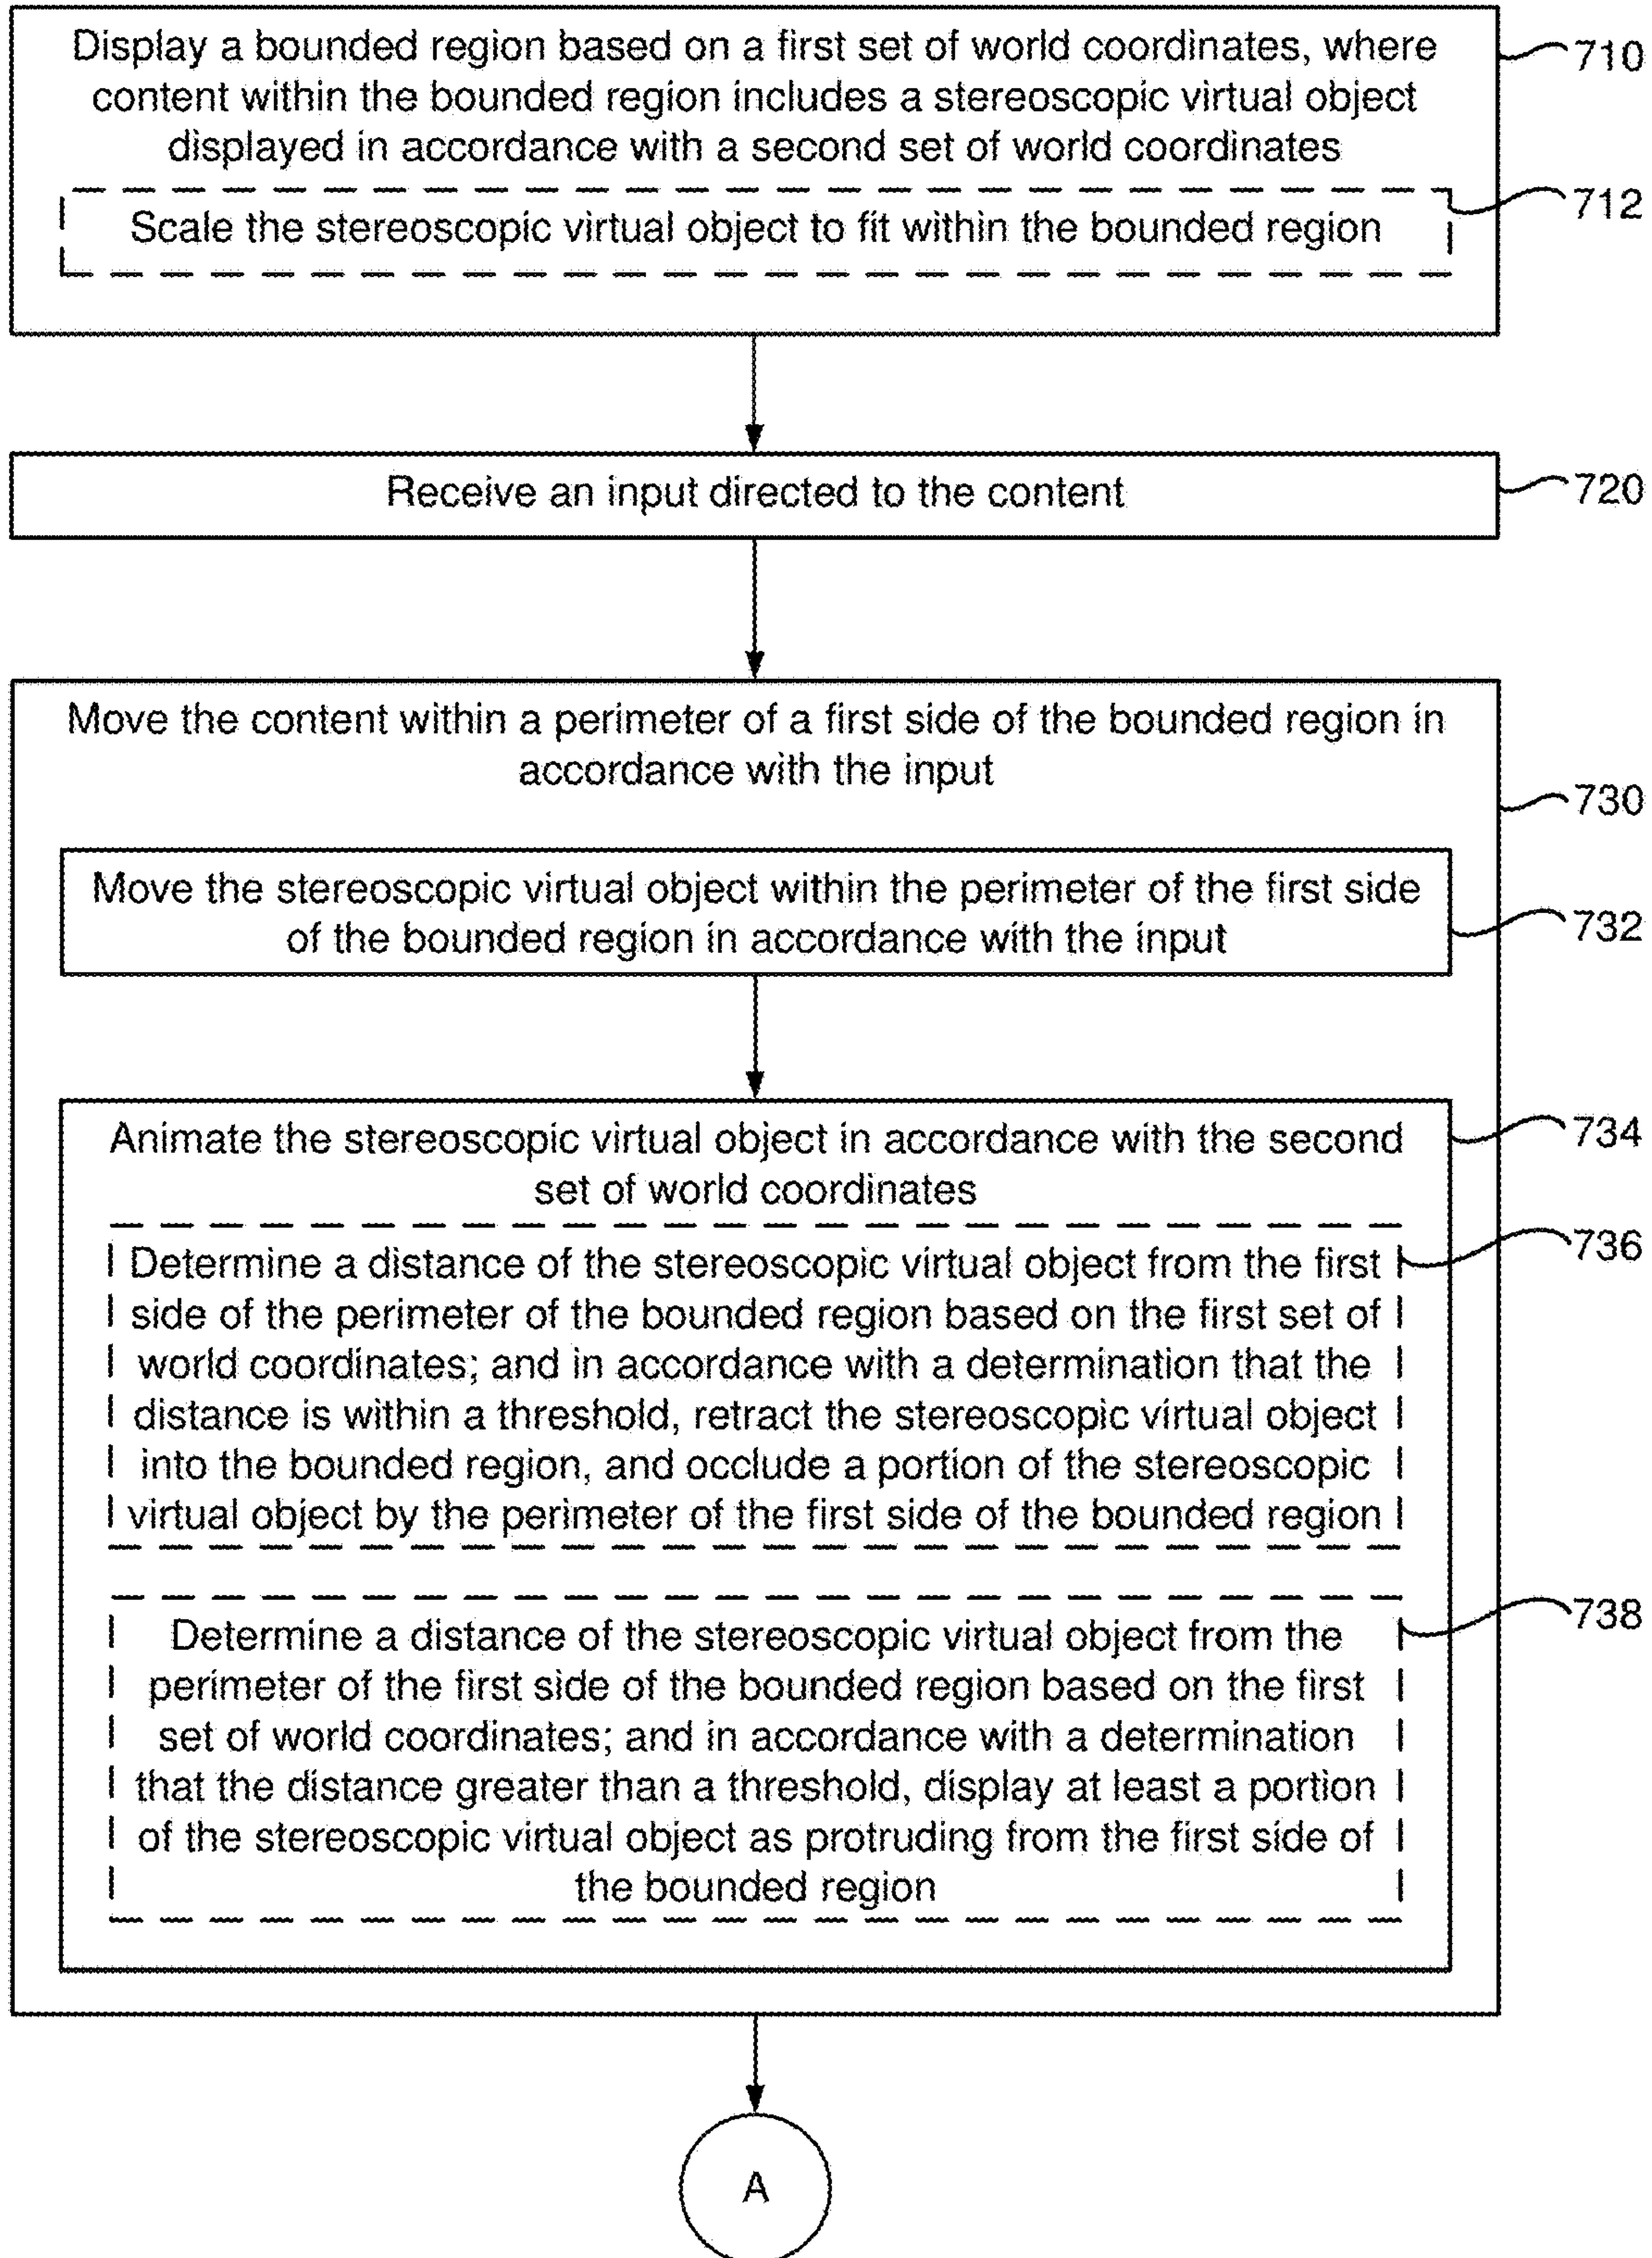 Display a bounded region based on a first set of world coordinates, where
content within the bounded region includes a stereoscopic virtual object
displayed in accordance with a second set of world coordinates
710
Scale the stereoscopic virtual object to fit within the bounded region
712
Receive an input directed to the content
720
Move the content within a perimeter of a first side of the bounded region in
accordance with the input
730
Move the stereoscopic virtual object within the perimeter of the first side
of the bounded region in accordance with the input
732
Animate the stereoscopic virtual object in accordance with the second
set of world coordinates
734
Determine a distance of the stereoscopic virtual object from the first
side of the perimeter of the bounded region based on the first set of
world coordinates; and in accordance with a determination that the
distance is within a threshold, retract the stereoscopic virtual object
into the bounded region, and occlude a portion of the stereoscopic
virtual object by the perimeter of the first side of the bounded region
736
Determine a distance of the stereoscopic virtual object from the
perimeter of the first side of the bounded region based on the first
set of world coordinates; and in accordance with a determination
that the distance greater than a threshold, display at least a portion
of the stereoscopic virtual object as protruding from the first side of
the bounded region
738
A